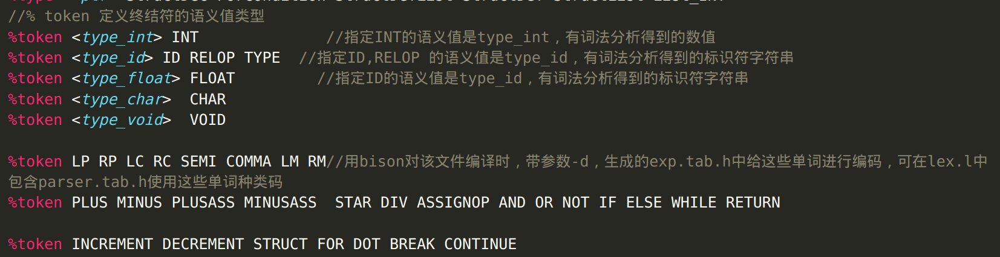 //% token 定义终结符的语义值类型
%token <type_int> INT              //指定INT的语义值是type_int，有词法分析得到的数值
%token <type_id> ID RELOP TYPE  //指定ID,RELOP 的语义值是type_id，有词法分析得到的标识符字符串
%token <type_float> FLOAT         //指定ID的语义值是type_id，有词法分析得到的标识符字符串
%token <type_char>  CHAR
%token <type_void>  VOID
%token LP RP LC RC SEMI COMMA LM RM//用bison对该文件编译时，带参数-d，生成的exp.tab.h中给这些单词进行编码，可在lex.l中
包含parser.tab.h使用这些单词种类码
%token PLUS MINUS PLUSASS MINUSASS  STAR DIV ASSIGNOP AND OR NOT IF ELSE WHILE RETURN
%token INCREMENT DECREMENT STRUCT FOR DOT BREAK CONTINUE